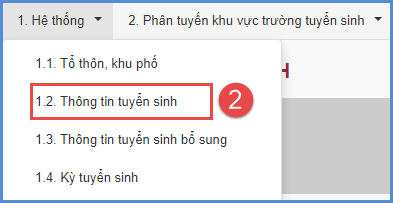 1. Hệ thống 2. Phân tuyến khu vực trường tuyển sinh
1.1. Tổ thôn, khu phố
H
1.2. Thông tin tuyển sinh 2
1.3. Thông tin tuyển sinh bổ sung
1.4. Kỳ tuyển sinh